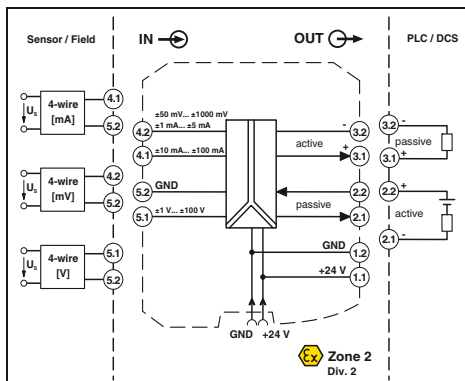 Sensor / Field
IN
OUT
PLC / DCS
Us
4-wire
[mA]
4.1
5.2
Us
4-wire
[mV]
4.2
5.2
Us
4-wire
[V]
5.1
5.2
±50 mV... ±1000 mV
±1 mA... ±5 mA
4.2
±10 mA... ±100 mA
4.1
GND
5.2
±1 V... ±100 V
5.1
-
3.2
active
+
3.1
2.2
passive
2.1
GND
1.2
+24 V
1.1
GND
+24 V
3.2
-
passive
3.1
+
2.2
+
active
2.1
-
Ex
Zone 2
Div. 2